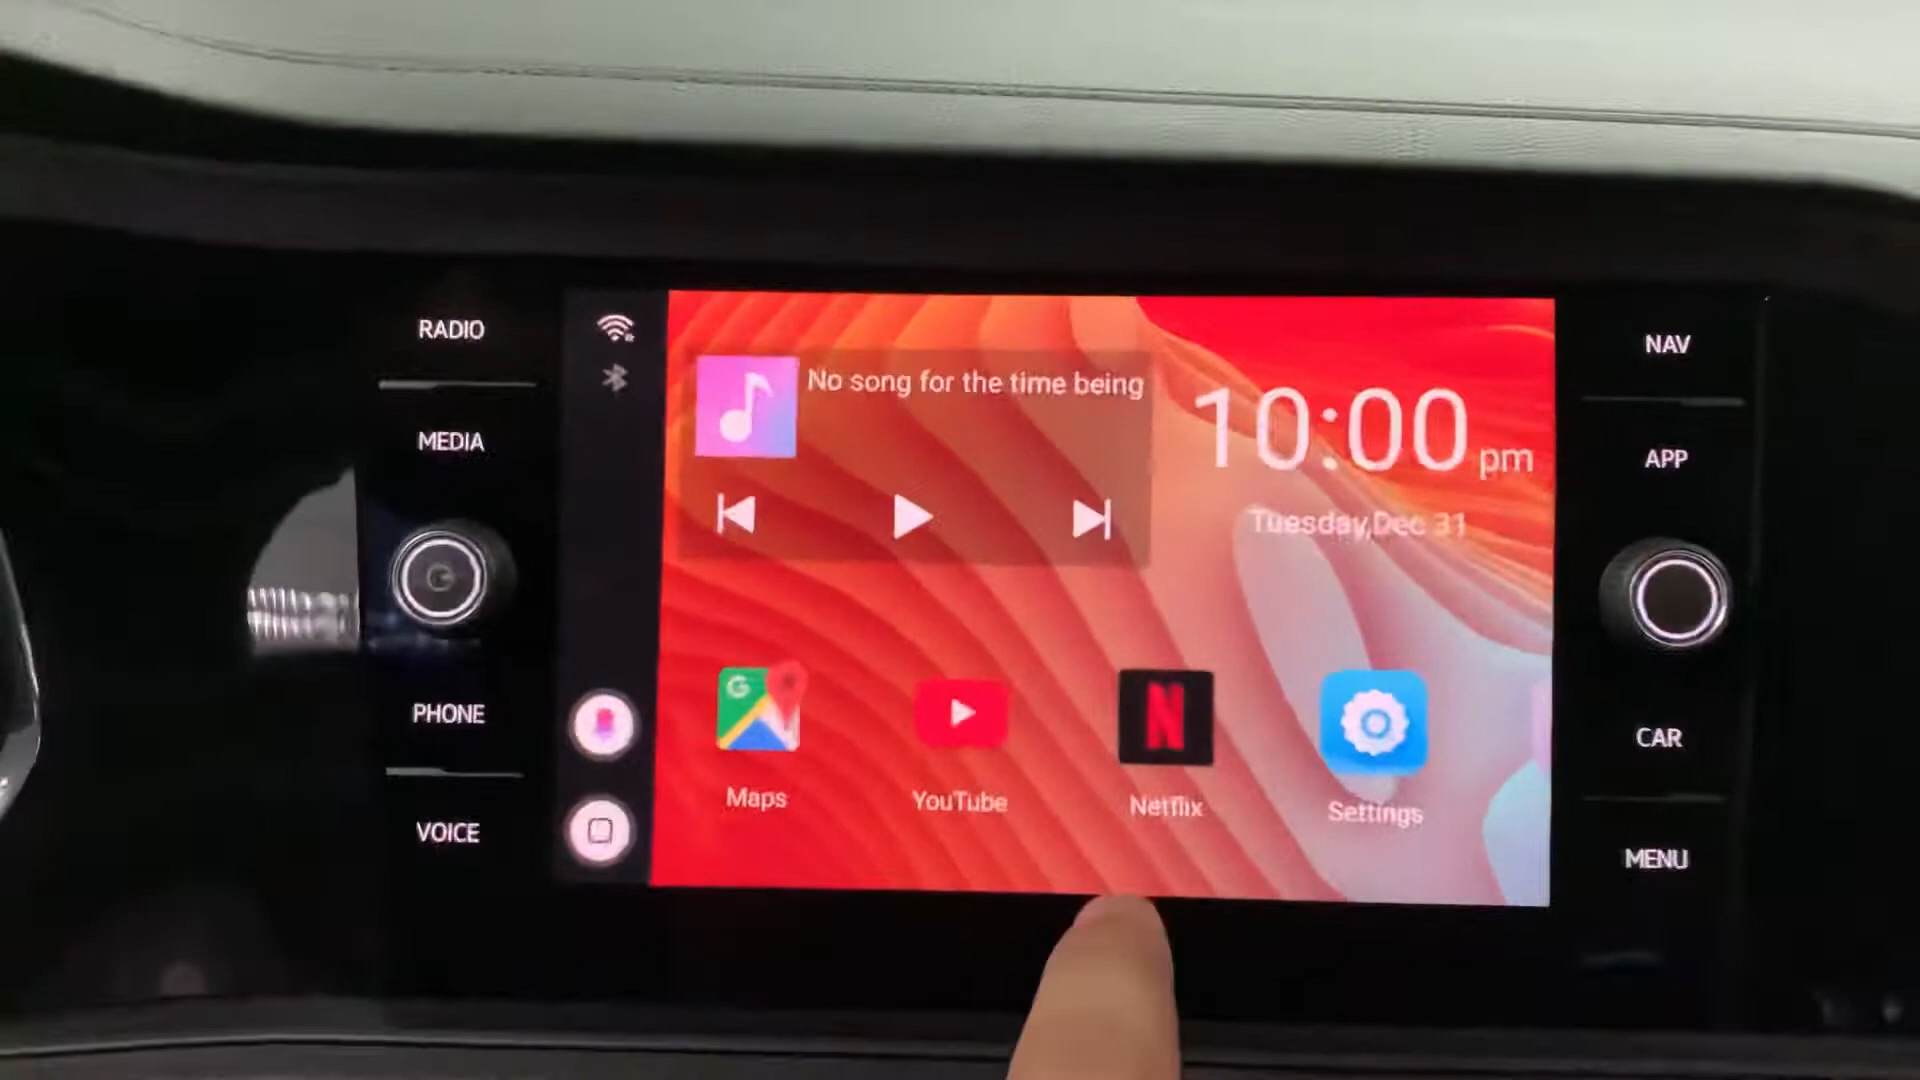 RADIO
MEDIA
PHONE
VOICE
No song for the time being
10:00 pm
Tuesday,Dec 31
G
Maps
YouTube
N
Netflix
Settings
NAV
APP
CAR
MENU